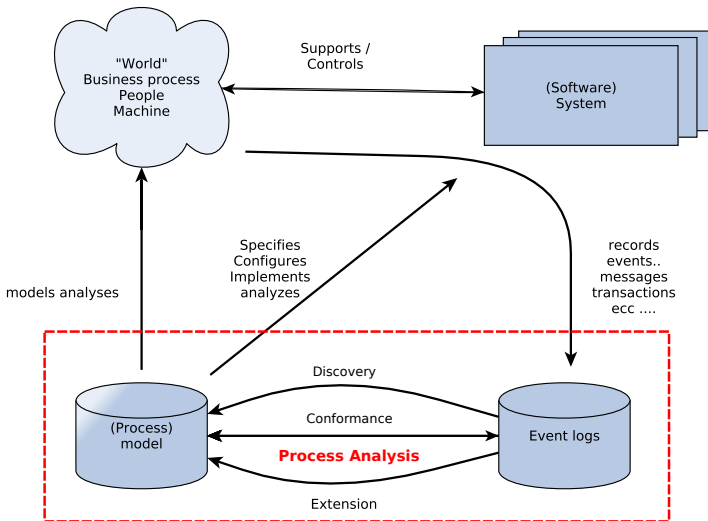 "World"
Business process
People
Machine
Supports /
Controls
(Software)
System
models analyses
Specifies
Configures
Implements
analyzes
records
events..
messages
transactions
ecc ....
(Process)
model
Discovery
Conformance
Process Analysis
Extension
Event logs